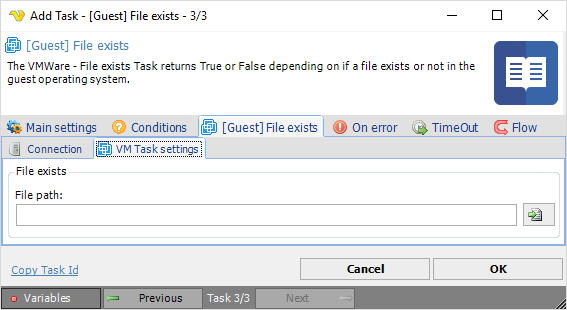 Add Task - [Guest] File exists - 3/3
[Guest] File exists
The VMWare - File exists Task returns True or False depending on if a file exists or not in the
guest operating system.
Main settings Conditions [Guest] File exists On error TimeOut Flow
Connection VM Task settings
File exists
File path:
Copy Task Id Cancel OK
Variables Previous Task 3/3 Next